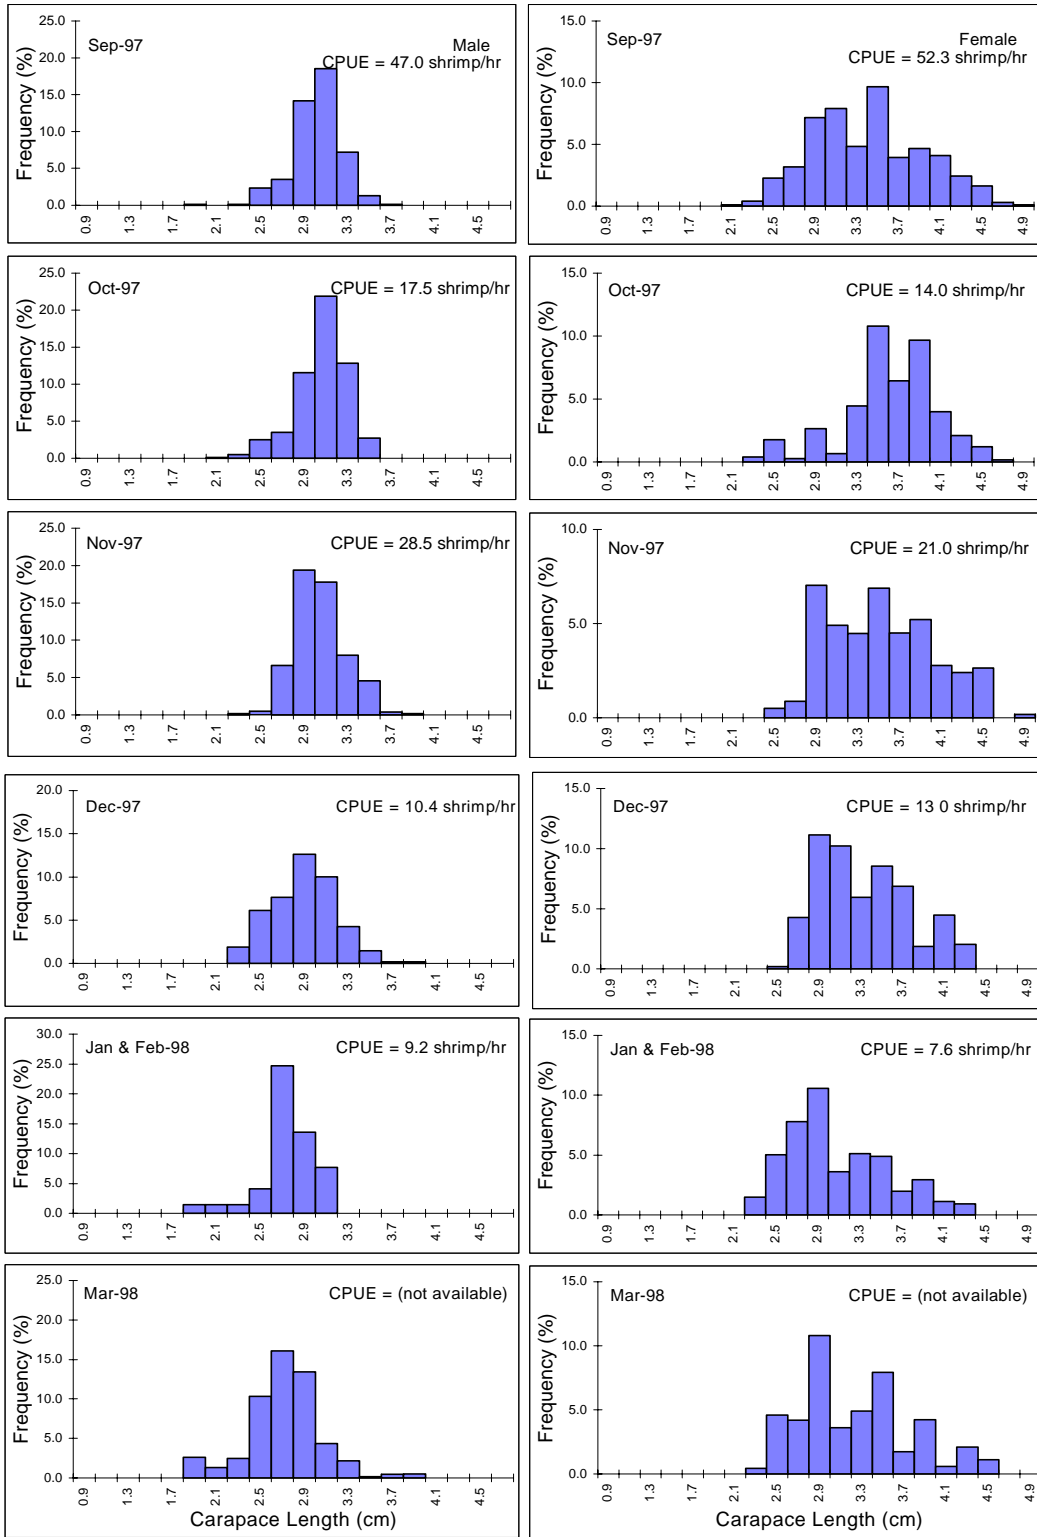 25.0
Sep-97
Male
CPUE = 47.0 shrimp/hr
20.0
15.0
10.0
5.0
0.0
Frequency (%)
0.9 1.3 1.7 2.1 2.5 2.9 3.3 3.7 4.1 4.5
15.0
Sep-97
Female
CPUE = 52.3 shrimp/hr
10.0
5.0
0.0
Frequency (%)
0.9 1.3 1.7 2.1 2.5 2.9 3.3 3.7 4.1 4.5 4.9
25.0
Oct-97
CPUE = 17.5 shrimp/hr
20.0
15.0
10.0
5.0
0.0
Frequency (%)
0.9 1.3 1.7 2.1 2.5 2.9 3.3 3.7 4.1 4.5
15.0
Oct-97
CPUE = 14.0 shrimp/hr
10.0
5.0
0.0
Frequency (%)
0.9 1.3 1.7 2.1 2.5 2.9 3.3 3.7 4.1 4.5 4.9
25.0
Nov-97
CPUE = 28.5 shrimp/hr
20.0
15.0
10.0
5.0
0.0
Frequency (%)
0.9 1.3 1.7 2.1 2.5 2.9 3.3 3.7 4.1 4.5
10.0
Nov-97
CPUE = 21.0 shrimp/hr
5.0
0.0
Frequency (%)
0.9 1.3 1.7 2.1 2.5 2.9 3.3 3.7 4.1 4.5 4.9
20.0
Dec-97
CPUE = 10.4 shrimp/hr
15.0
10.0
5.0
0.0
Frequency (%)
0.9 1.3 1.7 2.1 2.5 2.9 3.3 3.7 4.1 4.5
15.0
Dec-97
CPUE = 13 0 shrimp/hr
10.0
5.0
0.0
Frequency (%)
0.9 1.3 1.7 2.1 2.5 2.9 3.3 3.7 4.1 4.5 4.9
30.0
Jan & Feb-98
CPUE = 9.2 shrimp/hr
25.0
20.0
15.0
10.0
5.0
0.0
Frequency (%)
0.9 1.3 1.7 2.1 2.5 2.9 3.3 3.7 4.1 4.5
15.0
Jan & Feb-98
CPUE = 7.6 shrimp/hr
10.0
5.0
0.0
Frequency (%)
0.9 1.3 1.7 2.1 2.5 2.9 3.3 3.7 4.1 4.5 4.9
25.0
Mar-98
CPUE = (not available)
20.0
15.0
10.0
5.0
0.0
Frequency (%)
0.9 1.3 1.7 2.1 2.5 2.9 3.3 3.7 4.1 4.5
Carapace Length (cm)
15.0
Mar-98
CPUE = (not available)
10.0
5.0
0.0
Frequency (%)
0.9 1.3 1.7 2.1 2.5 2.9 3.3 3.7 4.1 4.5 4.9
Carapace Length (cm)